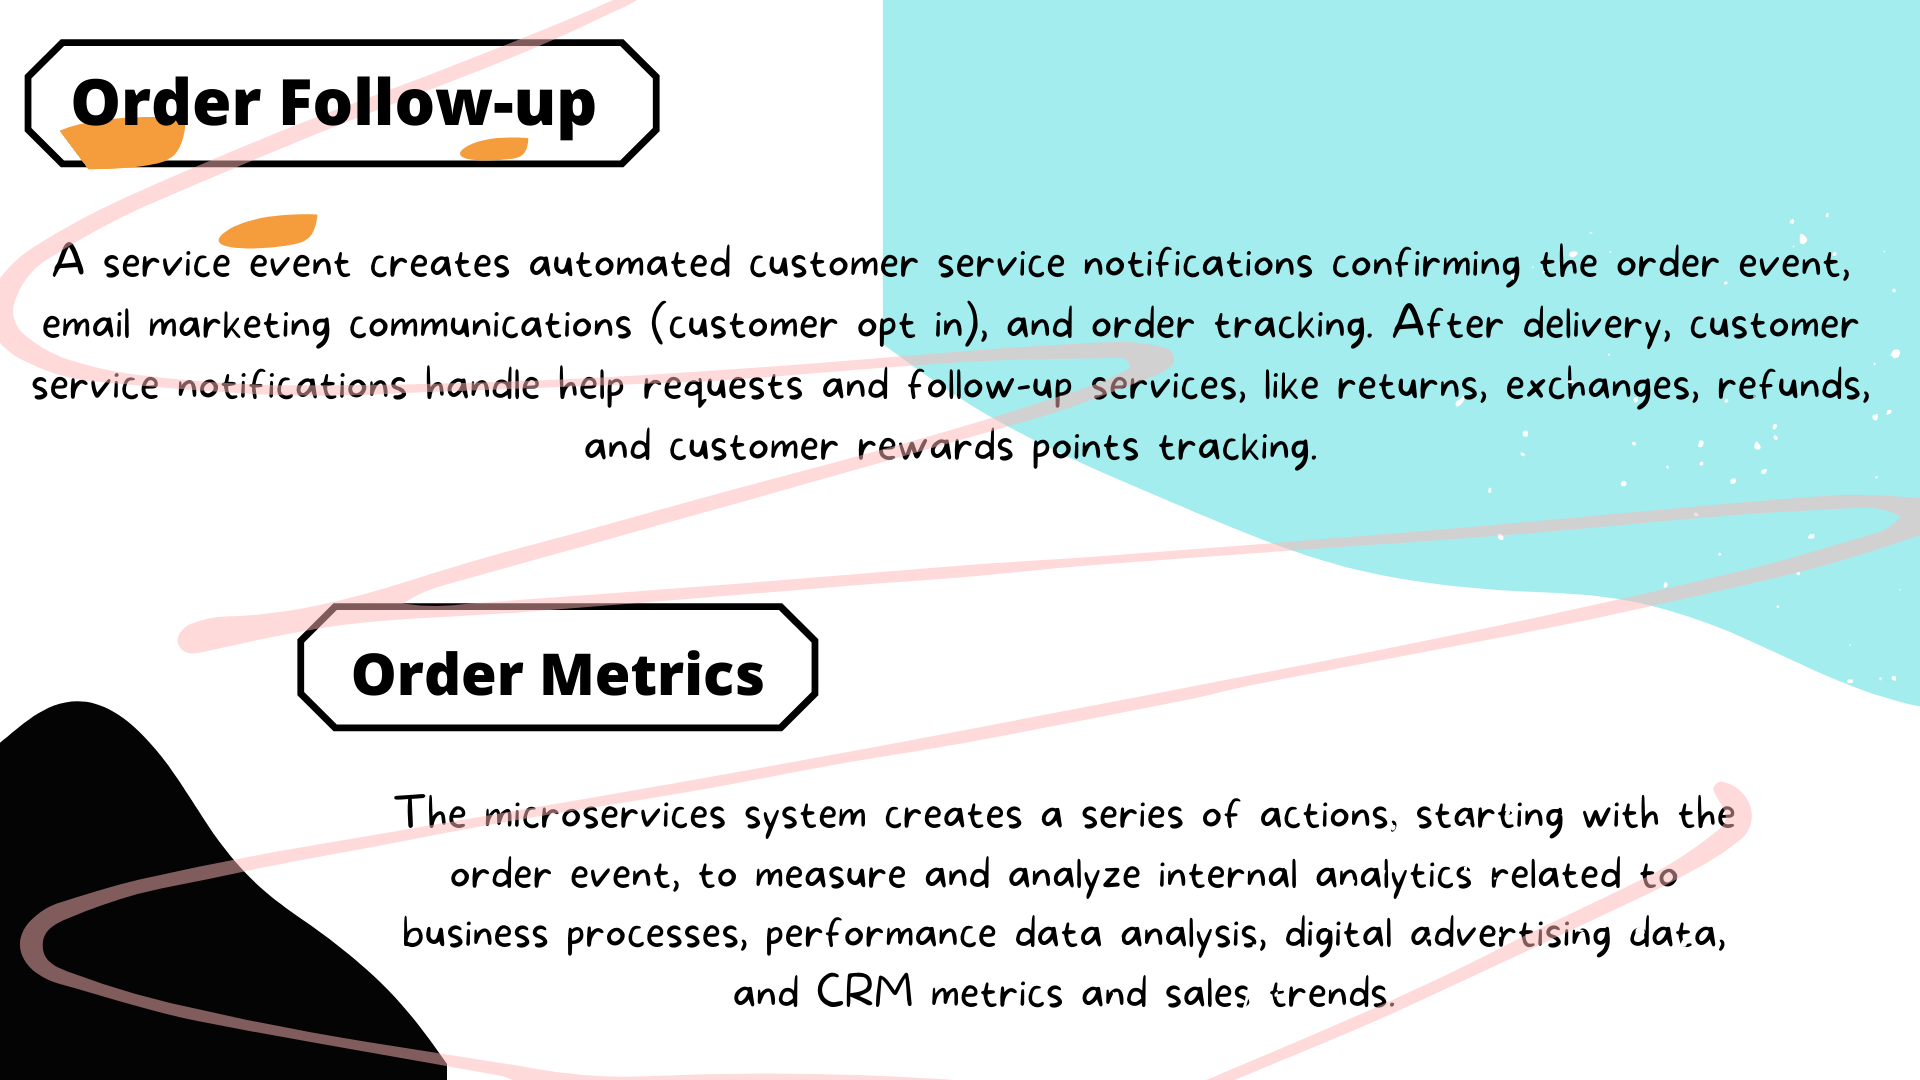 Order Follow-up
A service event creates automated customer service notifications confirming the order event,
email marketing communications (customer opt in), and order tracking. After delivery, customer
service notifications handle help requests and follow-up services, like returns, exchanges, refunds,
and customer rewards points tracking.
Order Metrics
The microservices system creates a series of actions, starting with the
order event, to measure and analyze internal analytics related to
business processes, performance data analysis, digital advertising data,
and CRM metrics and sales trends.